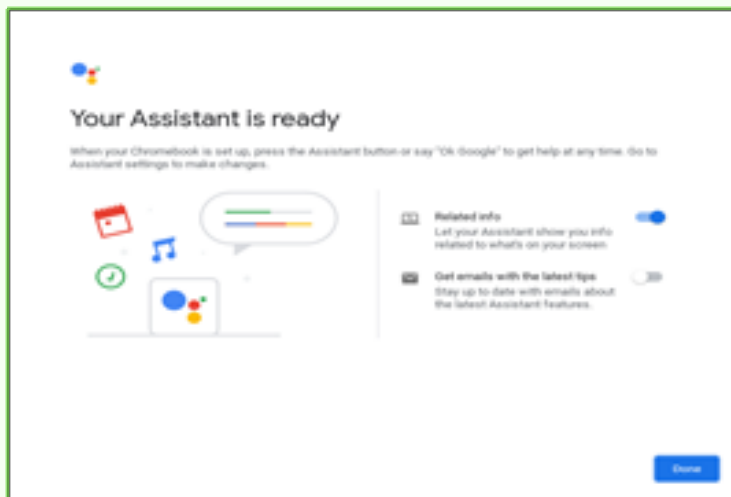 Your Assistant is ready
When your Chromebook is set up, press the Assistant button or say "Ok Google" to get help at any time. Go to
Assistant settings to make changes.
Related info
Let your Assistant show you info
related to what's on your screen
Get emails with the latest tips
Stay up to date with emails about
the latest Assistant features.
Done